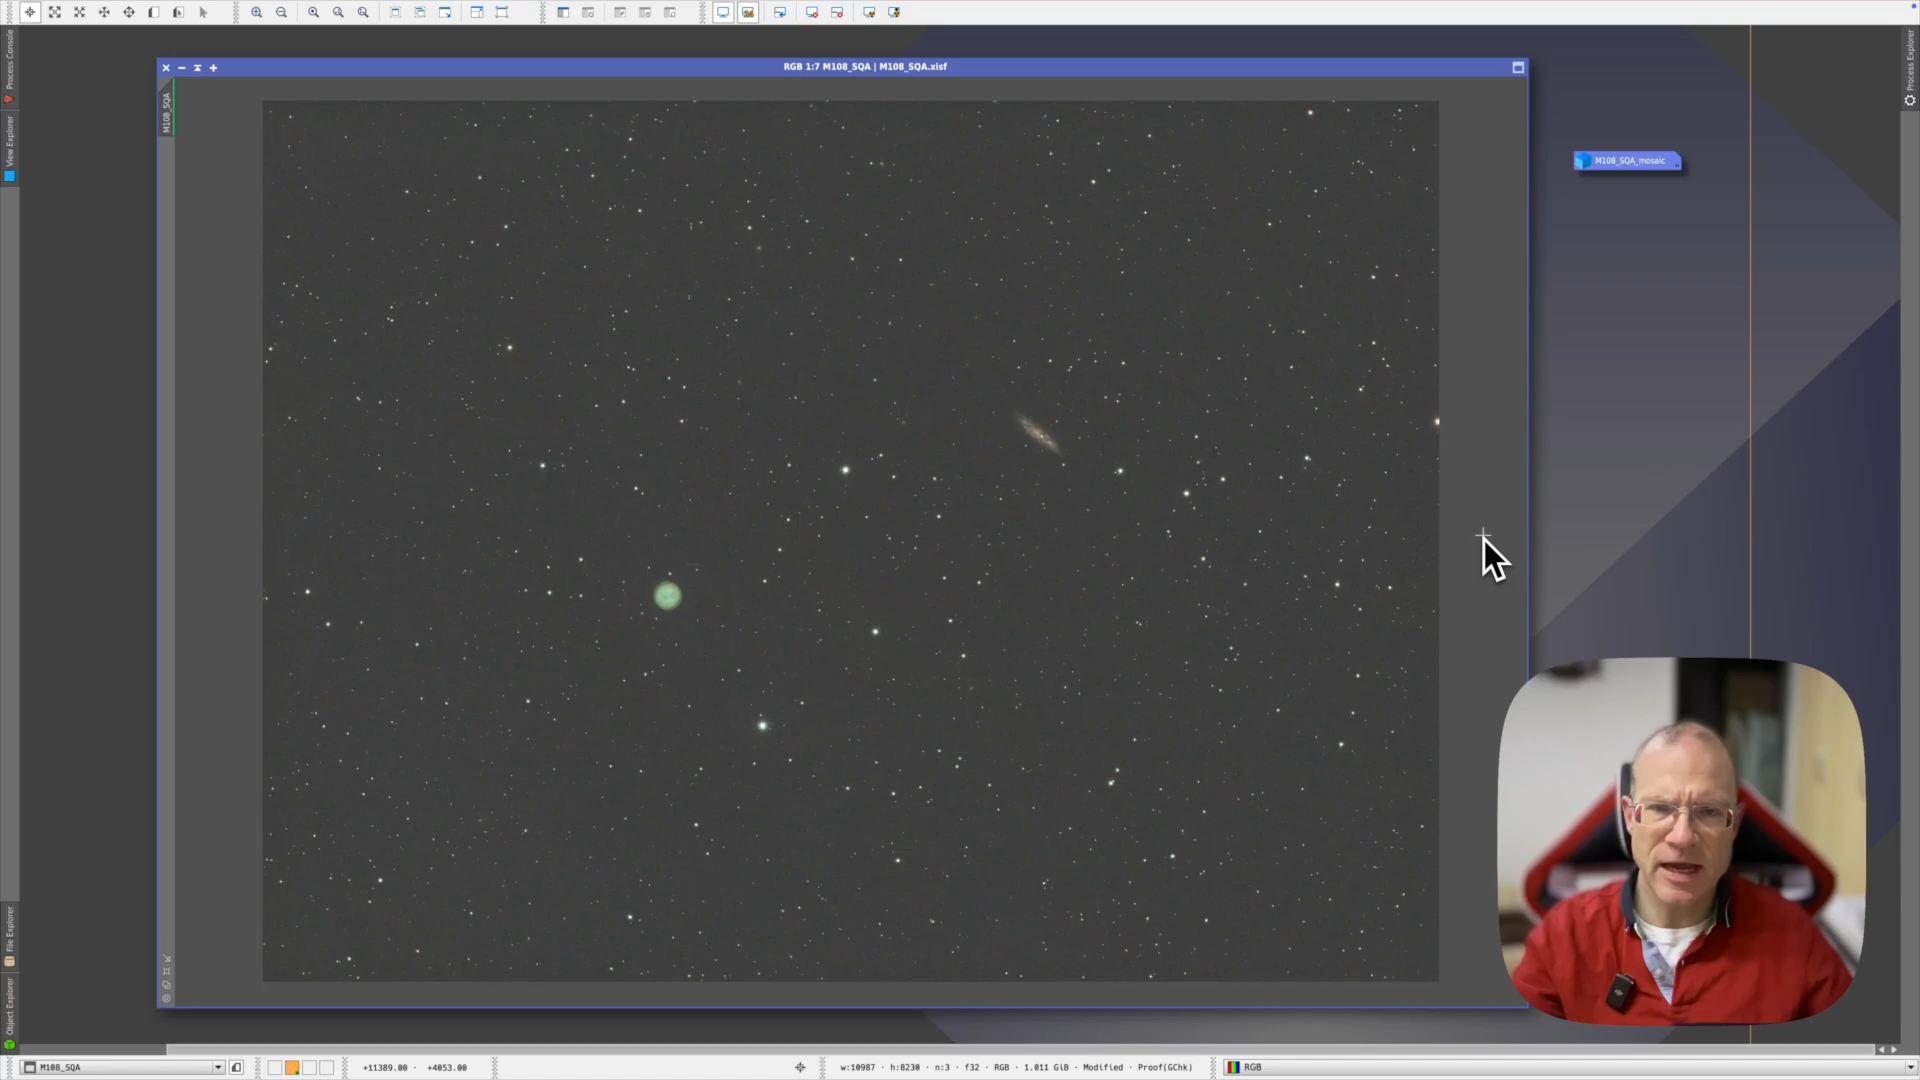 RGB 1:7 M108_SQA | M108_SQA.xisf
Process Console
View Explorer
M108_SQA
M108_SQA_mosaic
Process Explorer
File Explorer
Object Explorer
M108_SQA
+11389.00 · +4053.00
w:10987 · h:8230 · n:3 · f32 · RGB · 1.011 GiB · Modified · Proof(GChk)
RGB